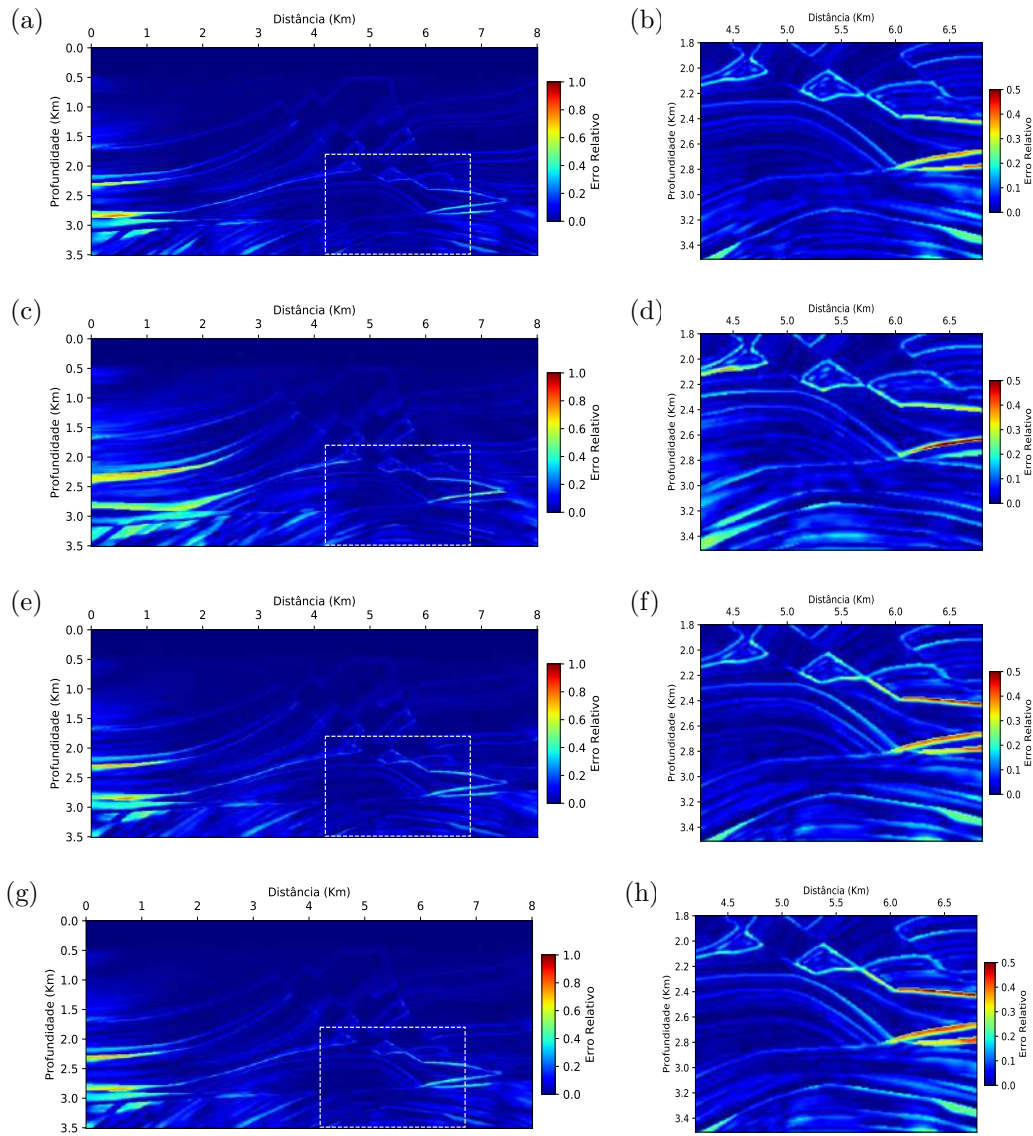 (a)
Distância (Km)
0 1 2 3 4 5 6 7 8
Profundidade (Km)
0.0
0.5
1.0
1.5
2.0
2.5
3.0
3.5
1.0
0.8
0.6
0.4
0.2
0.0
Erro Relativo
(b)
Distância (Km)
4.5 5.0 5.5 6.0 6.5
Profundidade (Km)
1.8
2.0
2.2
2.4
2.6
2.8
3.0
3.2
3.4
0.5
0.4
0.3
0.2
0.1
0.0
Erro Relativo
(c)
Distância (Km)
0 1 2 3 4 5 6 7 8
Profundidade (Km)
0.0
0.5
1.0
1.5
2.0
2.5
3.0
3.5
1.0
0.8
0.6
0.4
0.2
0.0
Erro Relativo
(d)
Distância (Km)
4.5 5.0 5.5 6.0 6.5
Profundidade (Km)
1.8
2.0
2.2
2.4
2.6
2.8
3.0
3.2
3.4
0.5
0.4
0.3
0.2
0.1
0.0
Erro Relativo
(e)
Distância (Km)
0 1 2 3 4 5 6 7 8
Profundidade (Km)
0.0
0.5
1.0
1.5
2.0
2.5
3.0
3.5
1.0
0.8
0.6
0.4
0.2
0.0
Erro Relativo
(f)
Distância (Km)
4.5 5.0 5.5 6.0 6.5
Profundidade (Km)
1.8
2.0
2.2
2.4
2.6
2.8
3.0
3.2
3.4
0.5
0.4
0.3
0.2
0.1
0.0
Erro Relativo
(g)
Distância (Km)
0 1 2 3 4 5 6 7 8
Profundidade (Km)
0.0
0.5
1.0
1.5
2.0
2.5
3.0
3.5
1.0
0.8
0.6
0.4
0.2
0.0
Erro Relativo
(h)
Distância (Km)
4.5 5.0 5.5 6.0 6.5
Profundidade (Km)
1.8
2.0
2.2
2.4
2.6
2.8
3.0
3.2
3.4
0.5
0.4
0.3
0.2
0.1
0.0
Erro Relativo